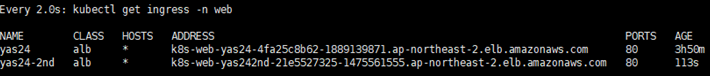 Every 2.0s: kubectl get ingress -n web
NAME CLASS HOSTS ADDRESS PORTS AGE
yas24 alb * k8s-web-yas24-4fa25c8b62-1889139871.ap-northeast-2.elb.amazonaws.com 80 3h50m
yas24-2nd alb * k8s-web-yas242nd-21e5527325-1475561555.ap-northeast-2.elb.amazonaws.com 80 113s